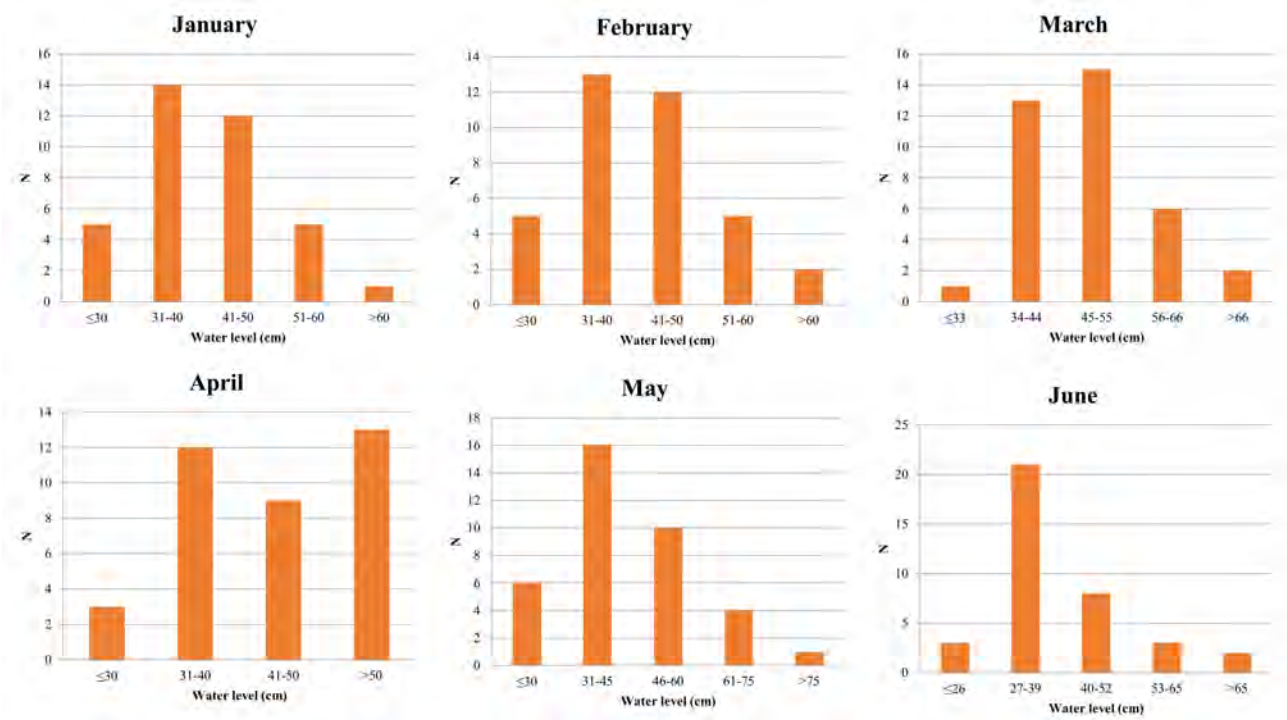 January
16
14
12
10
8
6
4
2
0
N
≤30 31-40 41-50 51-60 >60
Water level (cm)
February
14
12
10
8
6
4
2
0
N
≤30 31-40 41-50 51-60 >60
Water level (cm)
March
16
14
12
10
8
6
4
2
0
N
≤33 34-44 45-55 56-66 >66
Water level (cm)
April
14
12
10
8
6
4
2
0
N
≤30 31-40 41-50 >50
Water level (cm)
May
18
16
14
12
10
8
6
4
2
0
N
≤30 31-45 46-60 61-75 >75
Water level (cm)
June
25
20
15
10
5
0
N
≤26 27-39 40-52 53-65 >65
Water level (cm)